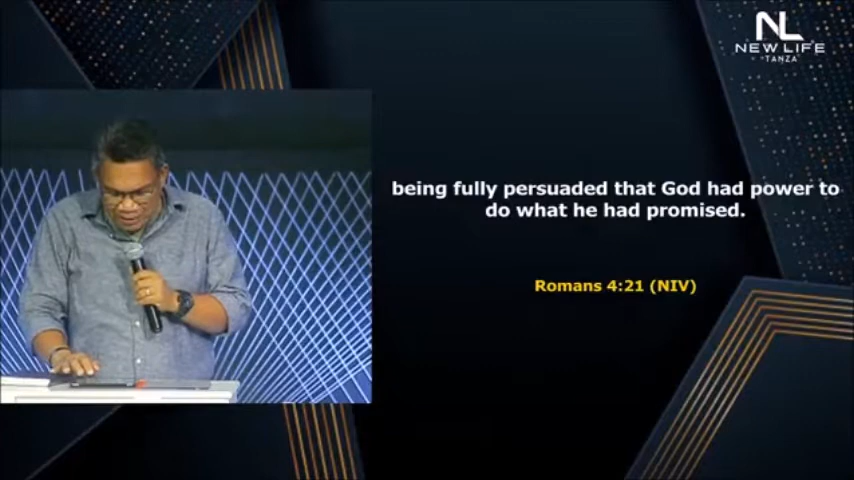 NL
NEW LIFE
TANZA
being fully persuaded that God had power to
do what he had promised.
Romans 4:21 (NIV)